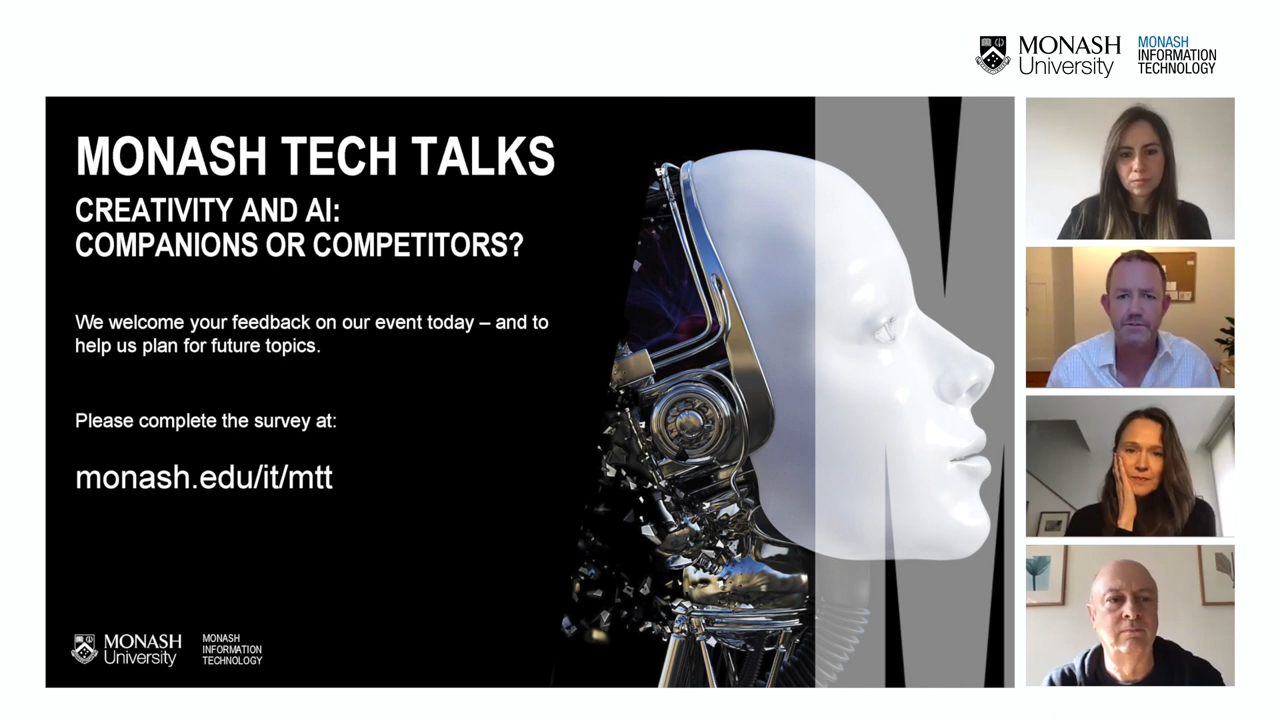 MONASH
University
MONASH
INFORMATION
TECHNOLOGY
MONASH TECH TALKS
CREATIVITY AND AI:
COMPANIONS OR COMPETITORS?
We welcome your feedback on our event today – and to
help us plan for future topics.
Please complete the survey at:
monash.edu/it/mtt
MONASH
University
MONASH
INFORMATION
TECHNOLOGY